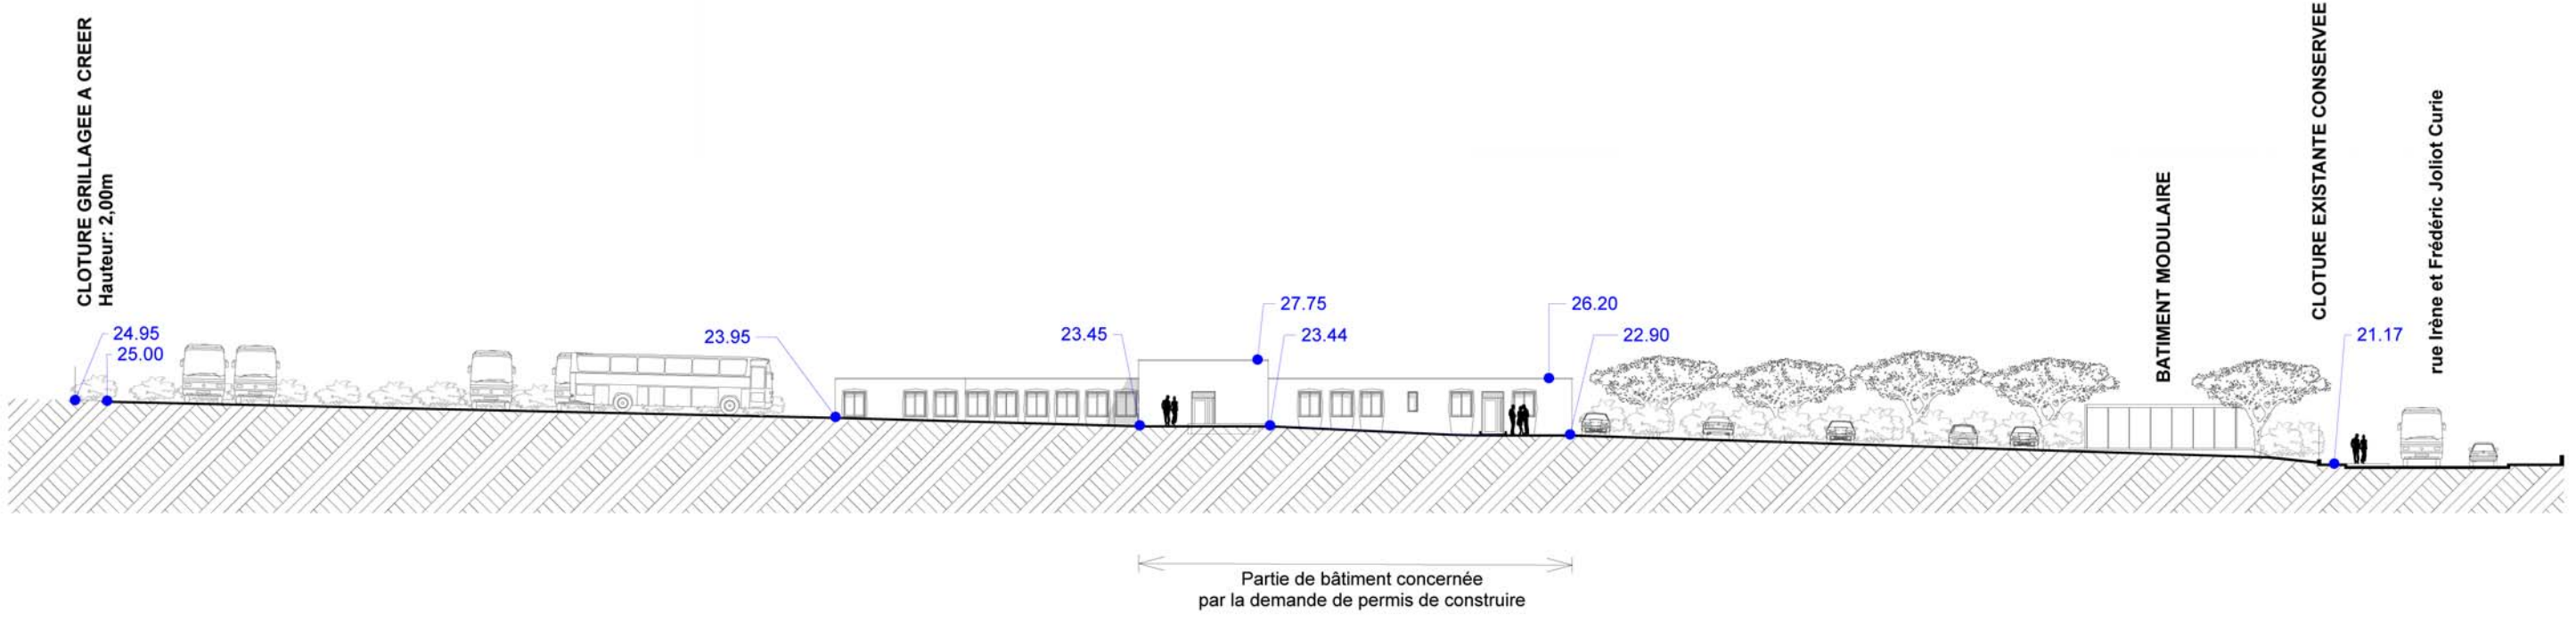 CLOTURE GRILLAGEE A CREER
Hauteur: 2,00m
24.95
25.00
23.95
23.45
27.75
23.44
26.20
22.90
BATIMENT MODULAIRE
CLOTURE EXISTANTE CONSERVEE
21.17
rue Irène et Frédéric Joliot Curie
Partie de bâtiment concernée
par la demande de permis de construire